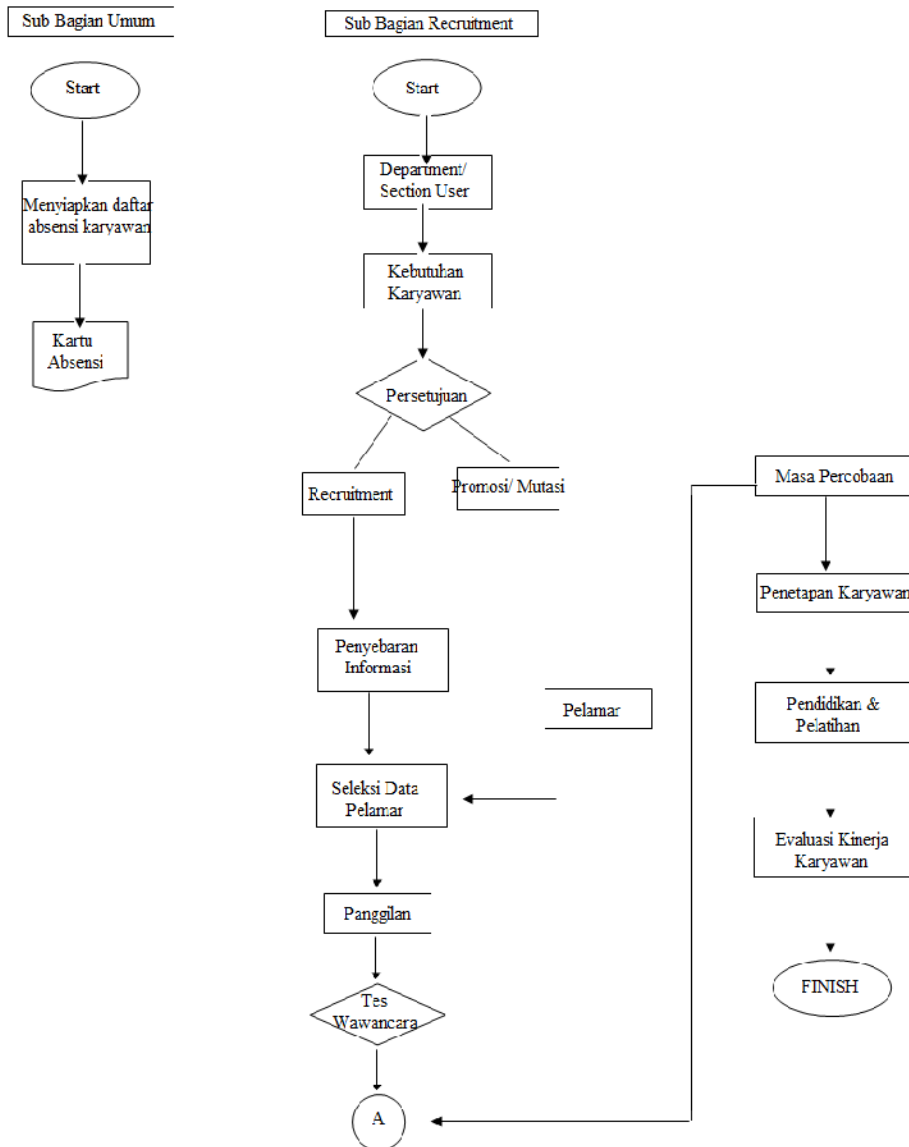 Sub Bagian Umum
Start
Menyiapkan daftar
absensi karyawan
Kartu
Absensi
Sub Bagian Recruitment
Start
Department/
Section User
Kebutuhan
Karyawan
Persetujuan
Recruitment
Promosi/ Mutasi
Penyebaran
Informasi
Pelamar
Seleksi Data
Pelamar
Panggilan
Tes
Wawancara
A
Masa Percobaan
Penetapan Karyawan
Pendidikan &
Pelatihan
Evaluasi Kinerja
Karyawan
FINISH